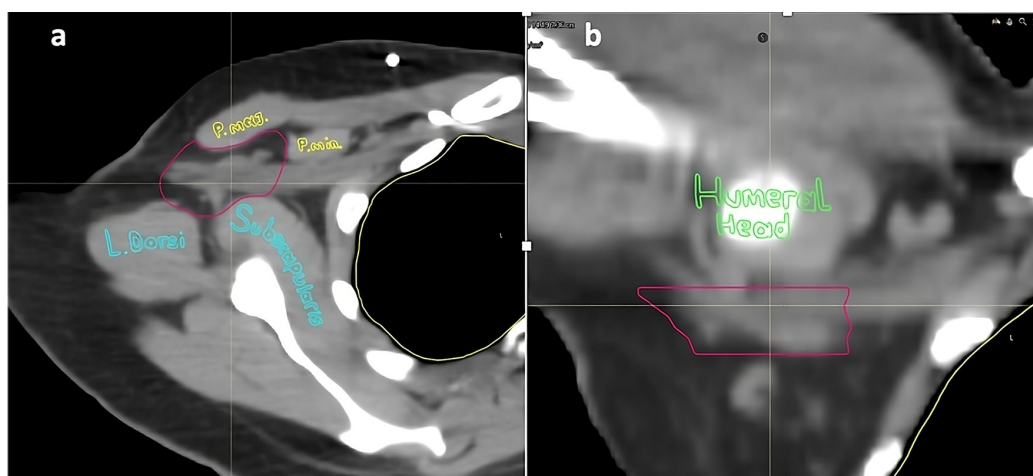 a
P.maj.
P.min.
L.Dorsi
Subscapularis
b
Humeral
Head
S
L
L